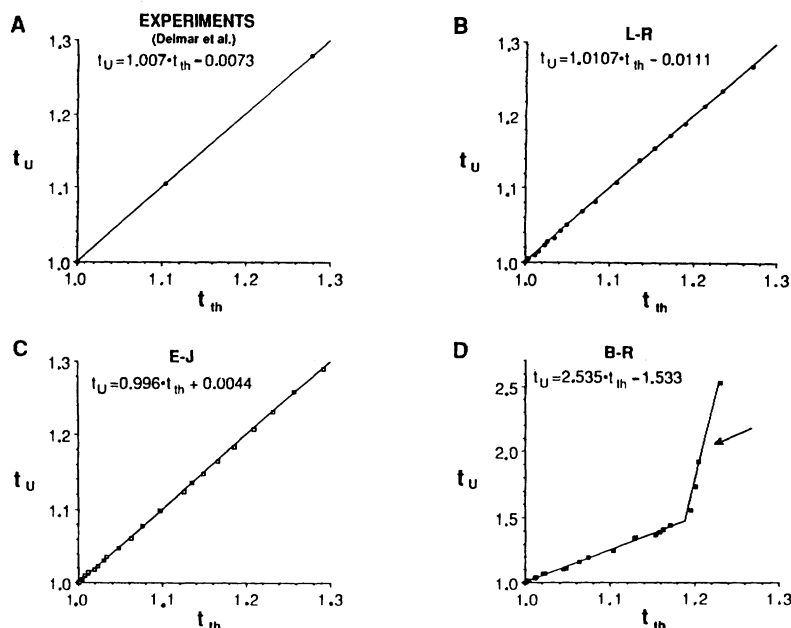 A
EXPERIMENTS
(Delmar et al.)
tU=1.007•tth−0.0073
1.3
1.2
tU
1.1
1.0
1.0 1.1 1.2 1.3
tth
B
L-R
tU=1.0107•tth−0.0111
1.3
1.2
tU
1.1
1.0
1.0 1.1 1.2 1.3
tth
C
E-J
tU=0.996•tth+0.0044
1.3
1.2
tU
1.1
1.0
1.0 1.1 1.2 1.3
tth
D
B-R
tU=2.535•tth−1.533
2.5
2.0
tU
1.5
1.0
1.0 1.1 1.2 1.3
tth